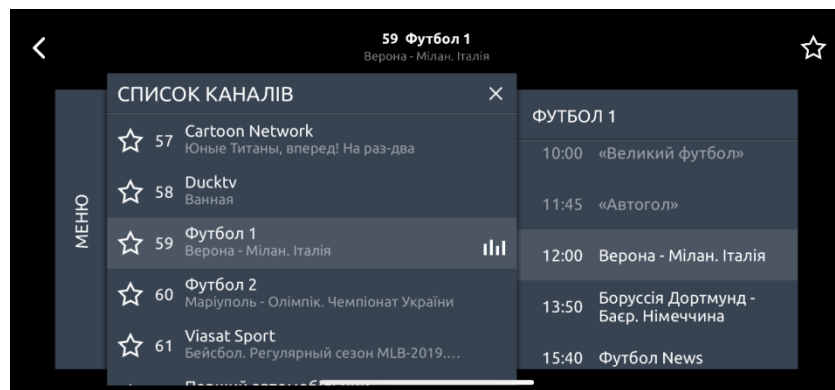 59 Футбол 1
Верона - Мілан. Італія
МЕНЮ
СПИСОК КАНАЛІВ
57 Cartoon Network
Юные Титаны, вперед! На раз-два
58 Ducktv
Ванная
59 Футбол 1
Верона - Мілан. Італія
60 Футбол 2
Маріуполь - Олімпік. Чемпіонат України
61 Viasat Sport
Бейсбол. Регулярный сезон MLB-2019....
ФУТБОЛ 1
10:00 «Великий футбол»
11:45 «Автогол»
12:00 Верона - Мілан. Італія
13:50 Боруссія Дортмунд -
Баєр. Німеччина
15:40 Футбол News